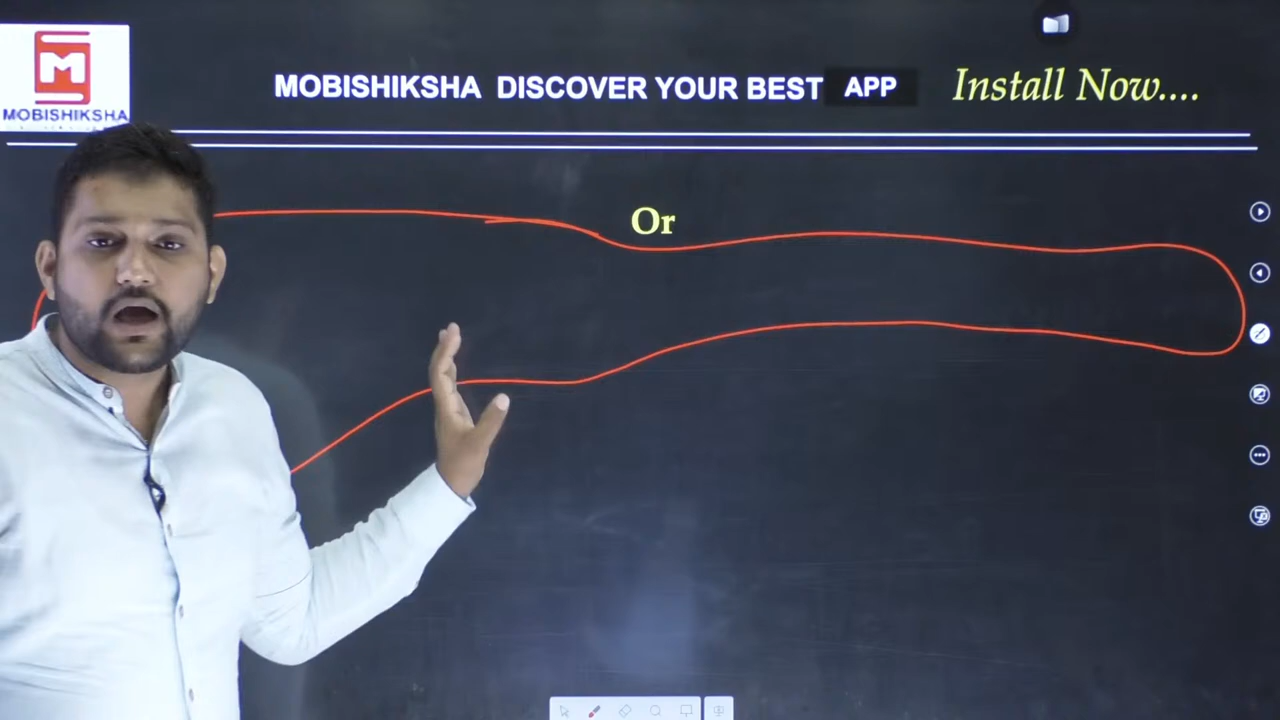 M
MOBISHIKSHA
MOBISHIKSHA DISCOVER YOUR BEST APP
Install Now....
Or